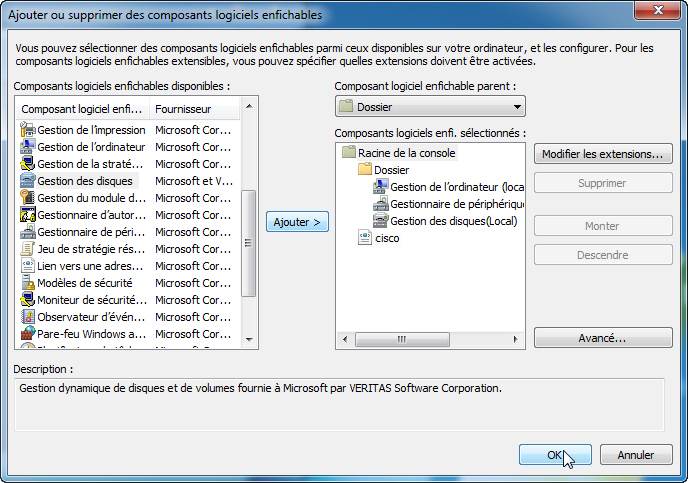 Ajouter ou supprimer des composants logiciels enfichables
Vous pouvez sélectionner des composants logiciels enfichables parmi ceux disponibles sur votre ordinateur, et les configurer. Pour les
composants logiciels enfichables extensibles, vous pouvez spécifier quelles extensions doivent être activées.
Composants logiciels enfichables disponibles :
Composant logiciel enfi... Fournisseur
Gestion de l'impression Microsoft Cor...
Gestion de l'ordinateur Microsoft Cor...
Gestion de la straté... Microsoft Cor...
Gestion des disques Microsoft et V...
Gestion du module d... Microsoft Cor...
Gestionnaire d'autor... Microsoft Cor...
Gestionnaire de péri... Microsoft Cor...
Jeu de stratégie rés... Microsoft Cor...
Lien vers une adres... Microsoft Cor...
Modèles de sécurité Microsoft Cor...
Moniteur de sécurité... Microsoft Cor...
Observateur d'évén... Microsoft Cor...
Pare-feu Windows a... Microsoft Cor...
Ajouter >
Composant logiciel enfichable parent :
Dossier
Composants logiciels enfi. sélectionnés :
Racine de la console
Dossier
Gestion de l'ordinateur (loca
Gestionnaire de périphérique
Gestion des disques(Local)
cisco
Modifier les extensions...
Supprimer
Monter
Descendre
Avancé...
Description :
Gestion dynamique de disques et de volumes fournie à Microsoft par VERITAS Software Corporation.
OK
Annuler